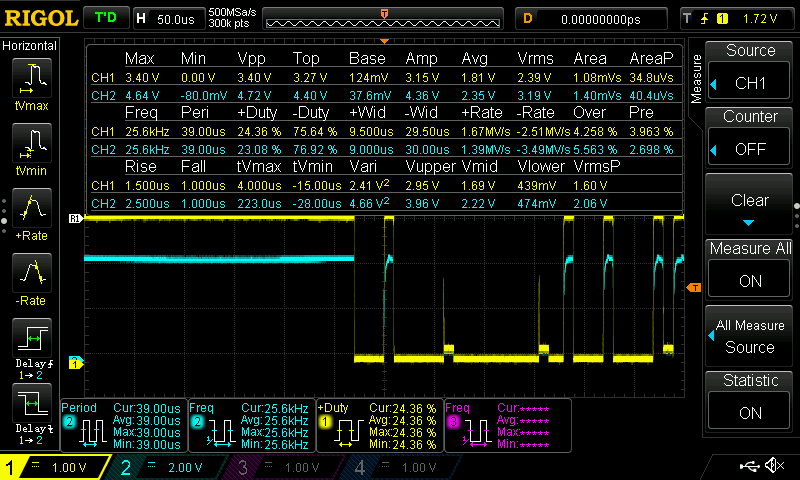 RIGOL T'D H 50.0us 500MSa/s 300k pts T D 0.00000000ps T 1 1.72 V
Horizontal
tVmax
tVmin
+Rate
-Rate
Delay
1→2
Delay
1→2
Max Min Vpp Top Base Amp Avg Vrms Area AreaP
CH1 3.40 V 0.00 V 3.40 V 3.27 V 124mV 3.15 V 1.81 V 2.39 V 1.08mVs 34.8uVs
CH2 4.64 V -80.0mV 4.72 V 4.40 V 37.6mV 4.36 V 2.35 V 3.19 V 1.40mVs 40.4uVs
Freq Peri +Duty -Duty +Wid -Wid +Rate -Rate Over Pre
CH1 25.6kHz 39.00us 24.36 % 75.64 % 9.500us 29.50us 1.67MV/s -2.51MV/s 4.258 % 3.963 %
CH2 25.6kHz 39.00us 23.08 % 76.92 % 9.000us 30.00us 1.39MV/s -3.49MV/s 5.563 % 2.698 %
Rise Fall tVmax tVmin Vari Vupper Vmid Vlower VrmsP
CH1 1.500us 1.000us 4.000us -15.00us 2.41 V² 2.95 V 1.69 V 439mV 1.60 V
CH2 2.500us 1.000us 223.0us -28.00us 4.66 V² 3.96 V 2.22 V 474mV 2.06 V
R1
1
T
Period
2
Cur:39.00us
Avg:39.00us
Max:39.00us
Min:39.00us
Freq
2
Cur:25.6kHz
Avg:25.6kHz
Max:25.6kHz
Min:25.6kHz
+Duty
1
Cur:24.36 %
Avg:24.36 %
Max:24.36 %
Min:24.36 %
Freq
3
Cur:******
Avg:******
Max:******
Min:******
Measure
Source
CH1
Counter
OFF
Clear
Measure All
ON
All Measure
Source
Statistic
ON
1 1.00 V 2 2.00 V 3 1.00 V 4 1.00 V